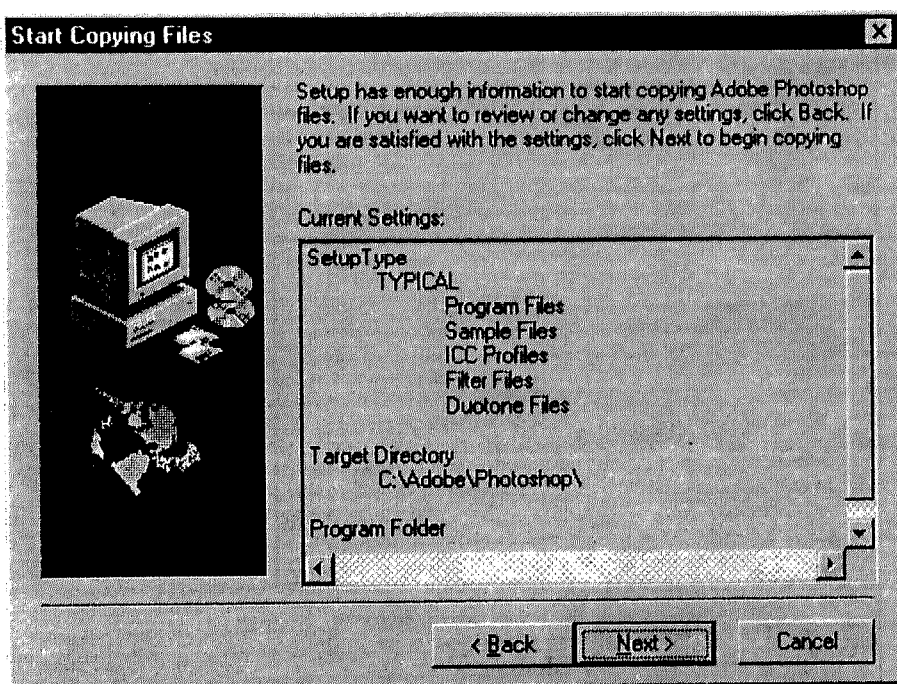 Start Copying Files
Setup has enough information to start copying Adobe Photoshop
files. If you want to review or change any settings, click Back. If
you are satisfied with the settings, click Next to begin copying
files.
Current Settings:
SetupType
TYPICAL
Program Files
Sample Files
ICC Profiles
Filter Files
Duotone Files
Target Directory
C:\Adobe\Photoshop\
Program Folder
< Back
Next >
Cancel